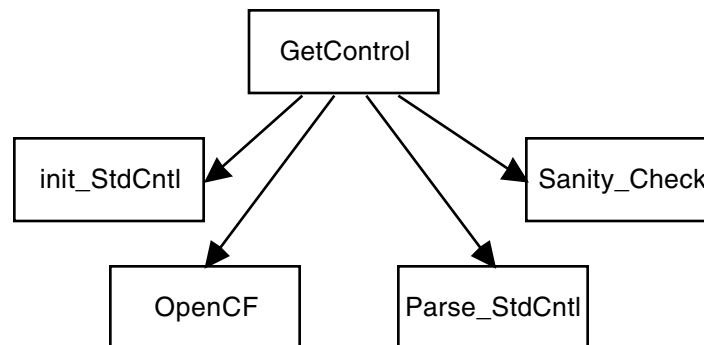 GetControl
init_StdCntl
Sanity_Check
OpenCF
Parse_StdCntl